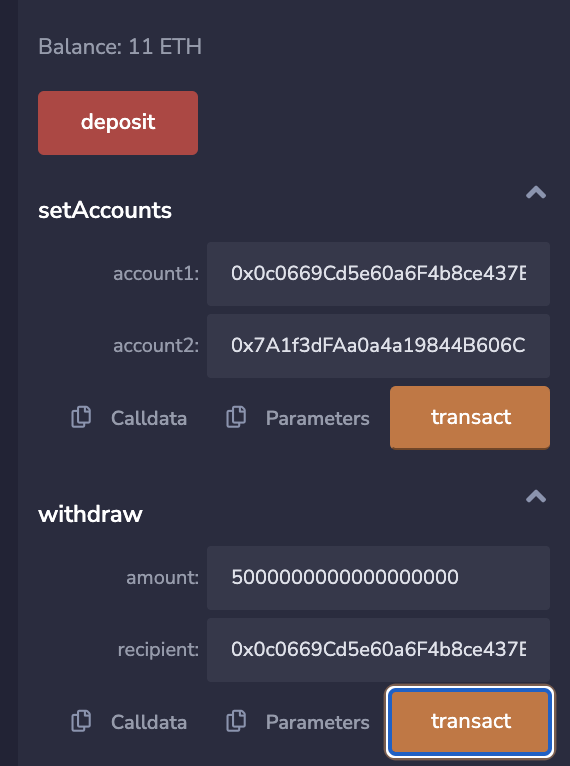 Balance: 11 ETH
deposit
setAccounts
account1: 0x0c0669Cd5e60a6F4b8ce437E
account2: 0x7A1f3dFAa0a4a19844B606C
Calldata Parameters transact
withdraw
amount: 5000000000000000000
recipient: 0x0c0669Cd5e60a6F4b8ce437E
Calldata Parameters transact